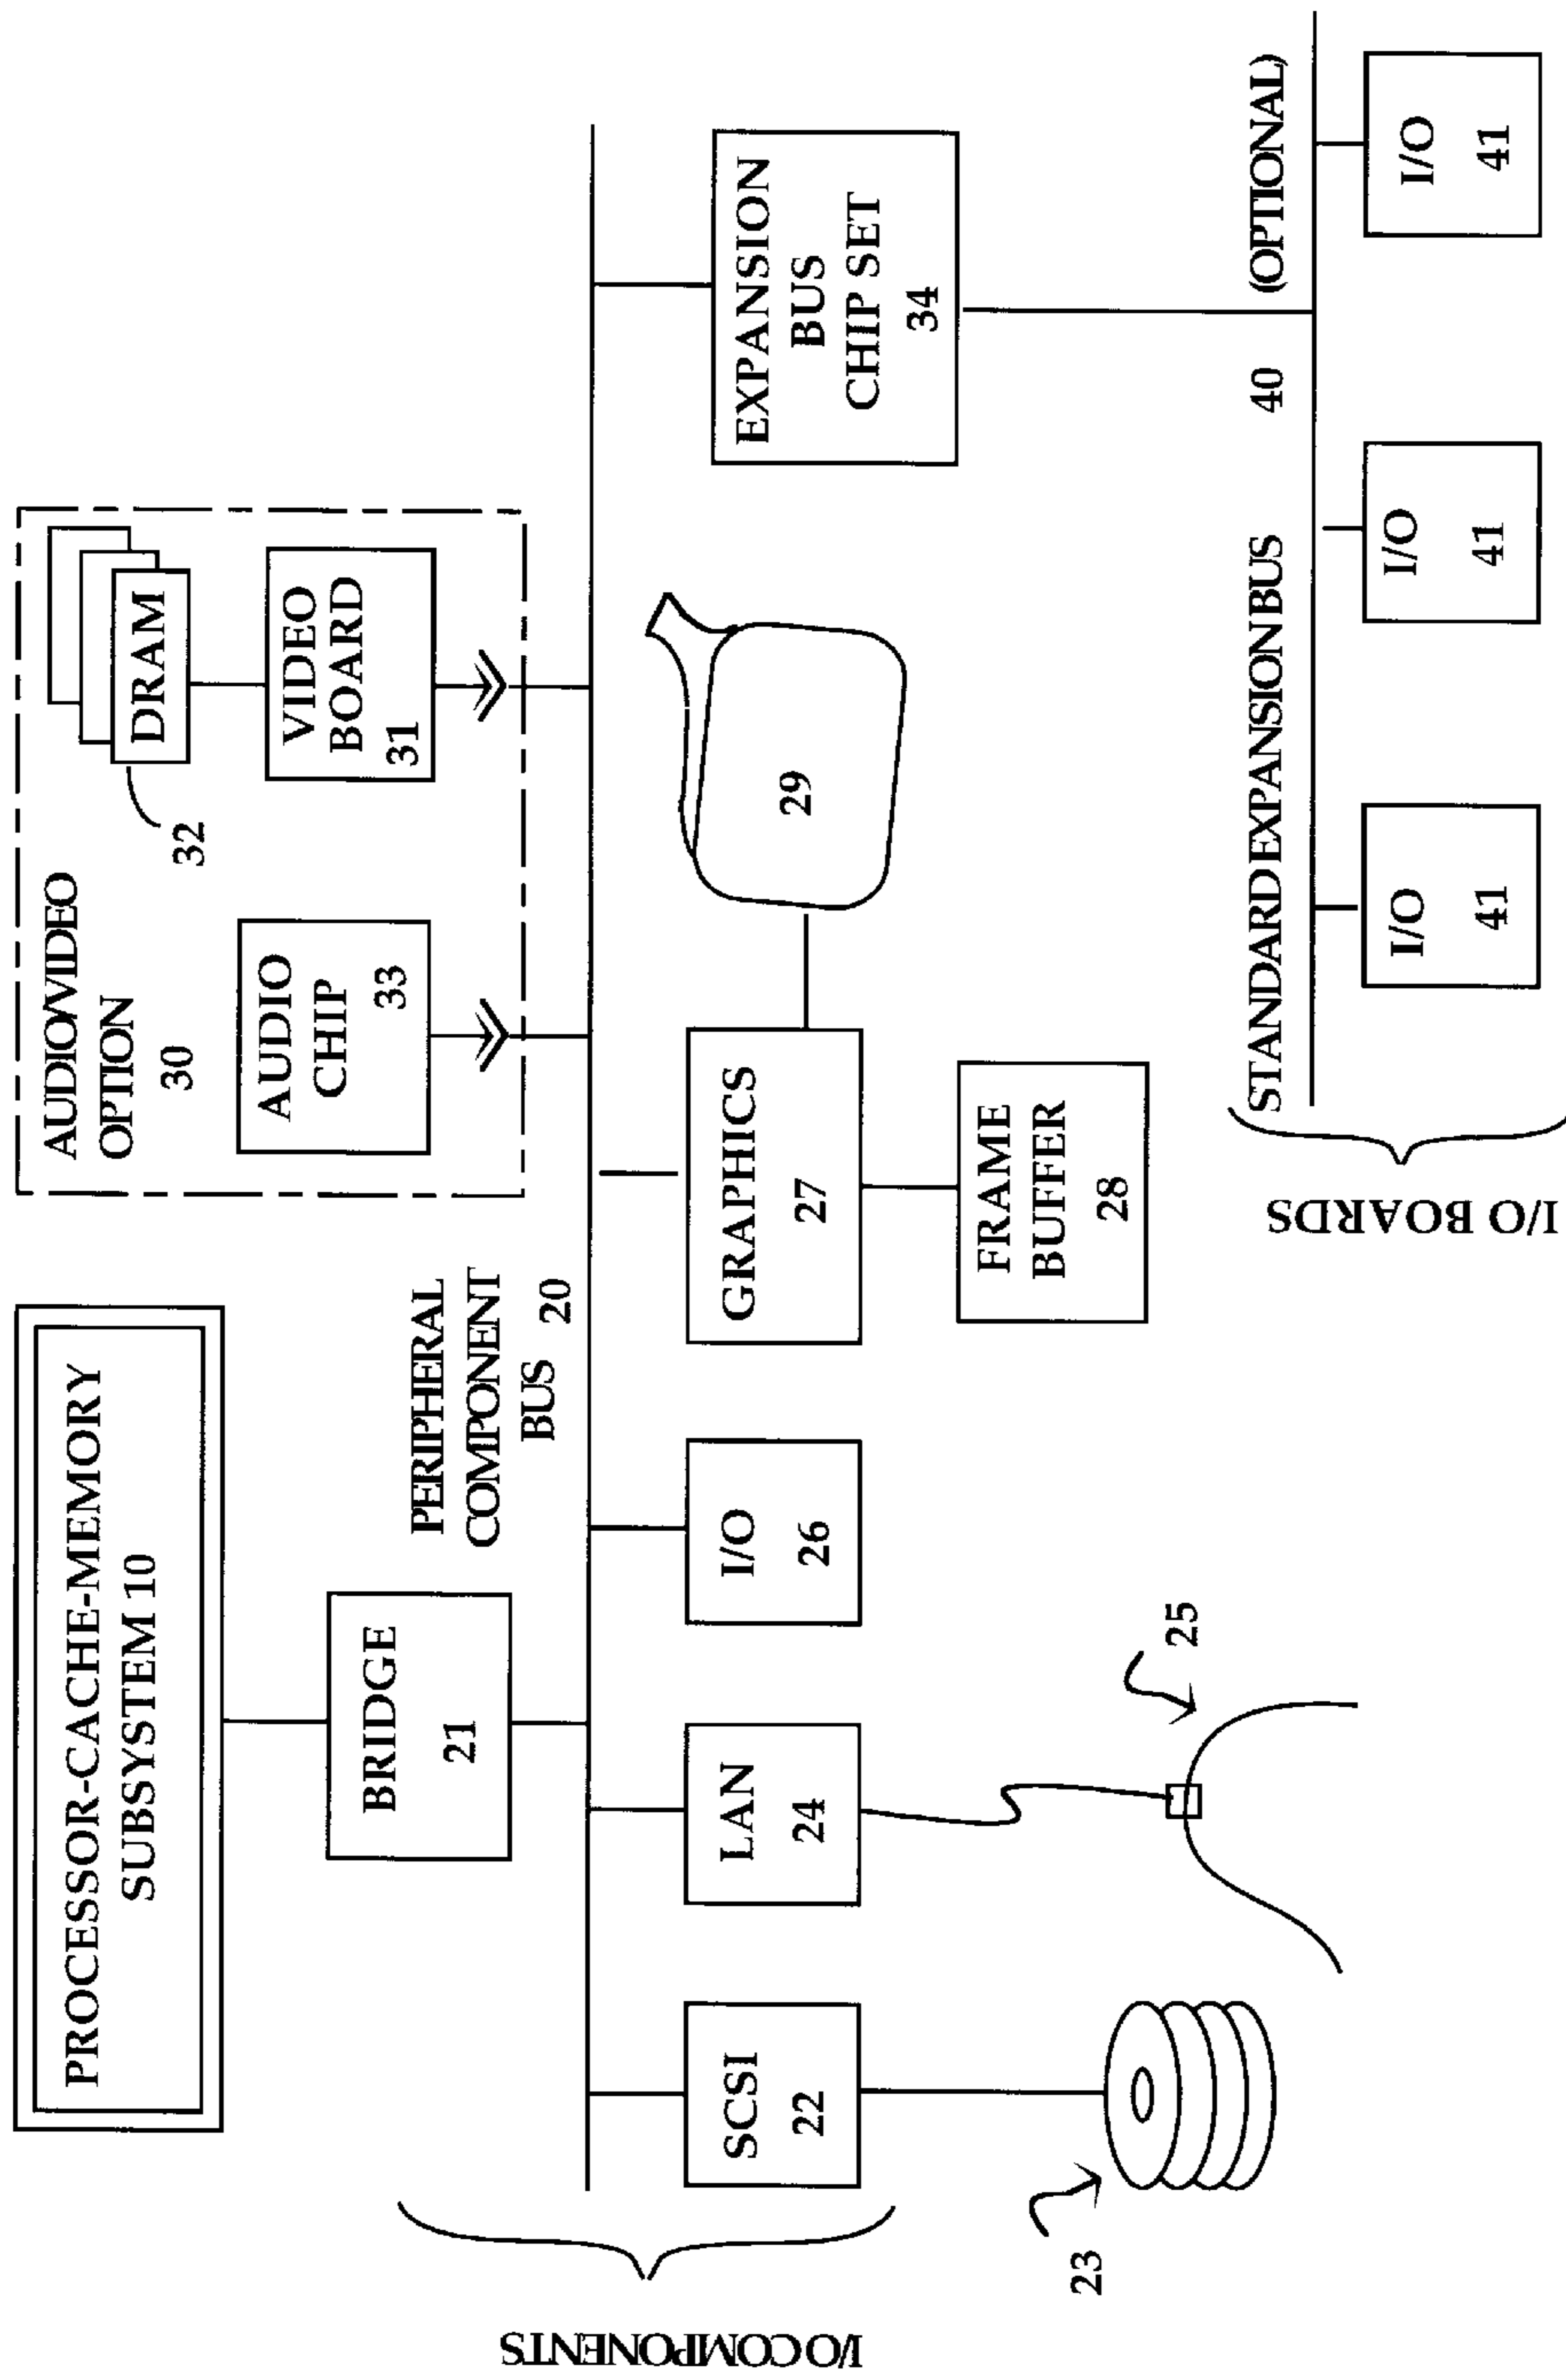 PROCESSOR-CACHE-MEMORY
SUBSYSTEM 10
BRIDGE
21
PERIPHERAL
COMPONENT
BUS 20
AUDIO/VIDEO
OPTION
30
AUDIO
CHIP
33
32
DRAM
VIDEO
BOARD
31
I/O COMPONENTS
SCSI
22
23
LAN
24
25
I/O
26
GRAPHICS
27
FRAME
BUFFER
28
29
EXPANSION
BUS
CHIP SET
34
STANDARD EXPANSION BUS 40 (OPTIONAL)
I/O BOARDS
I/O
41
I/O
41
I/O
41